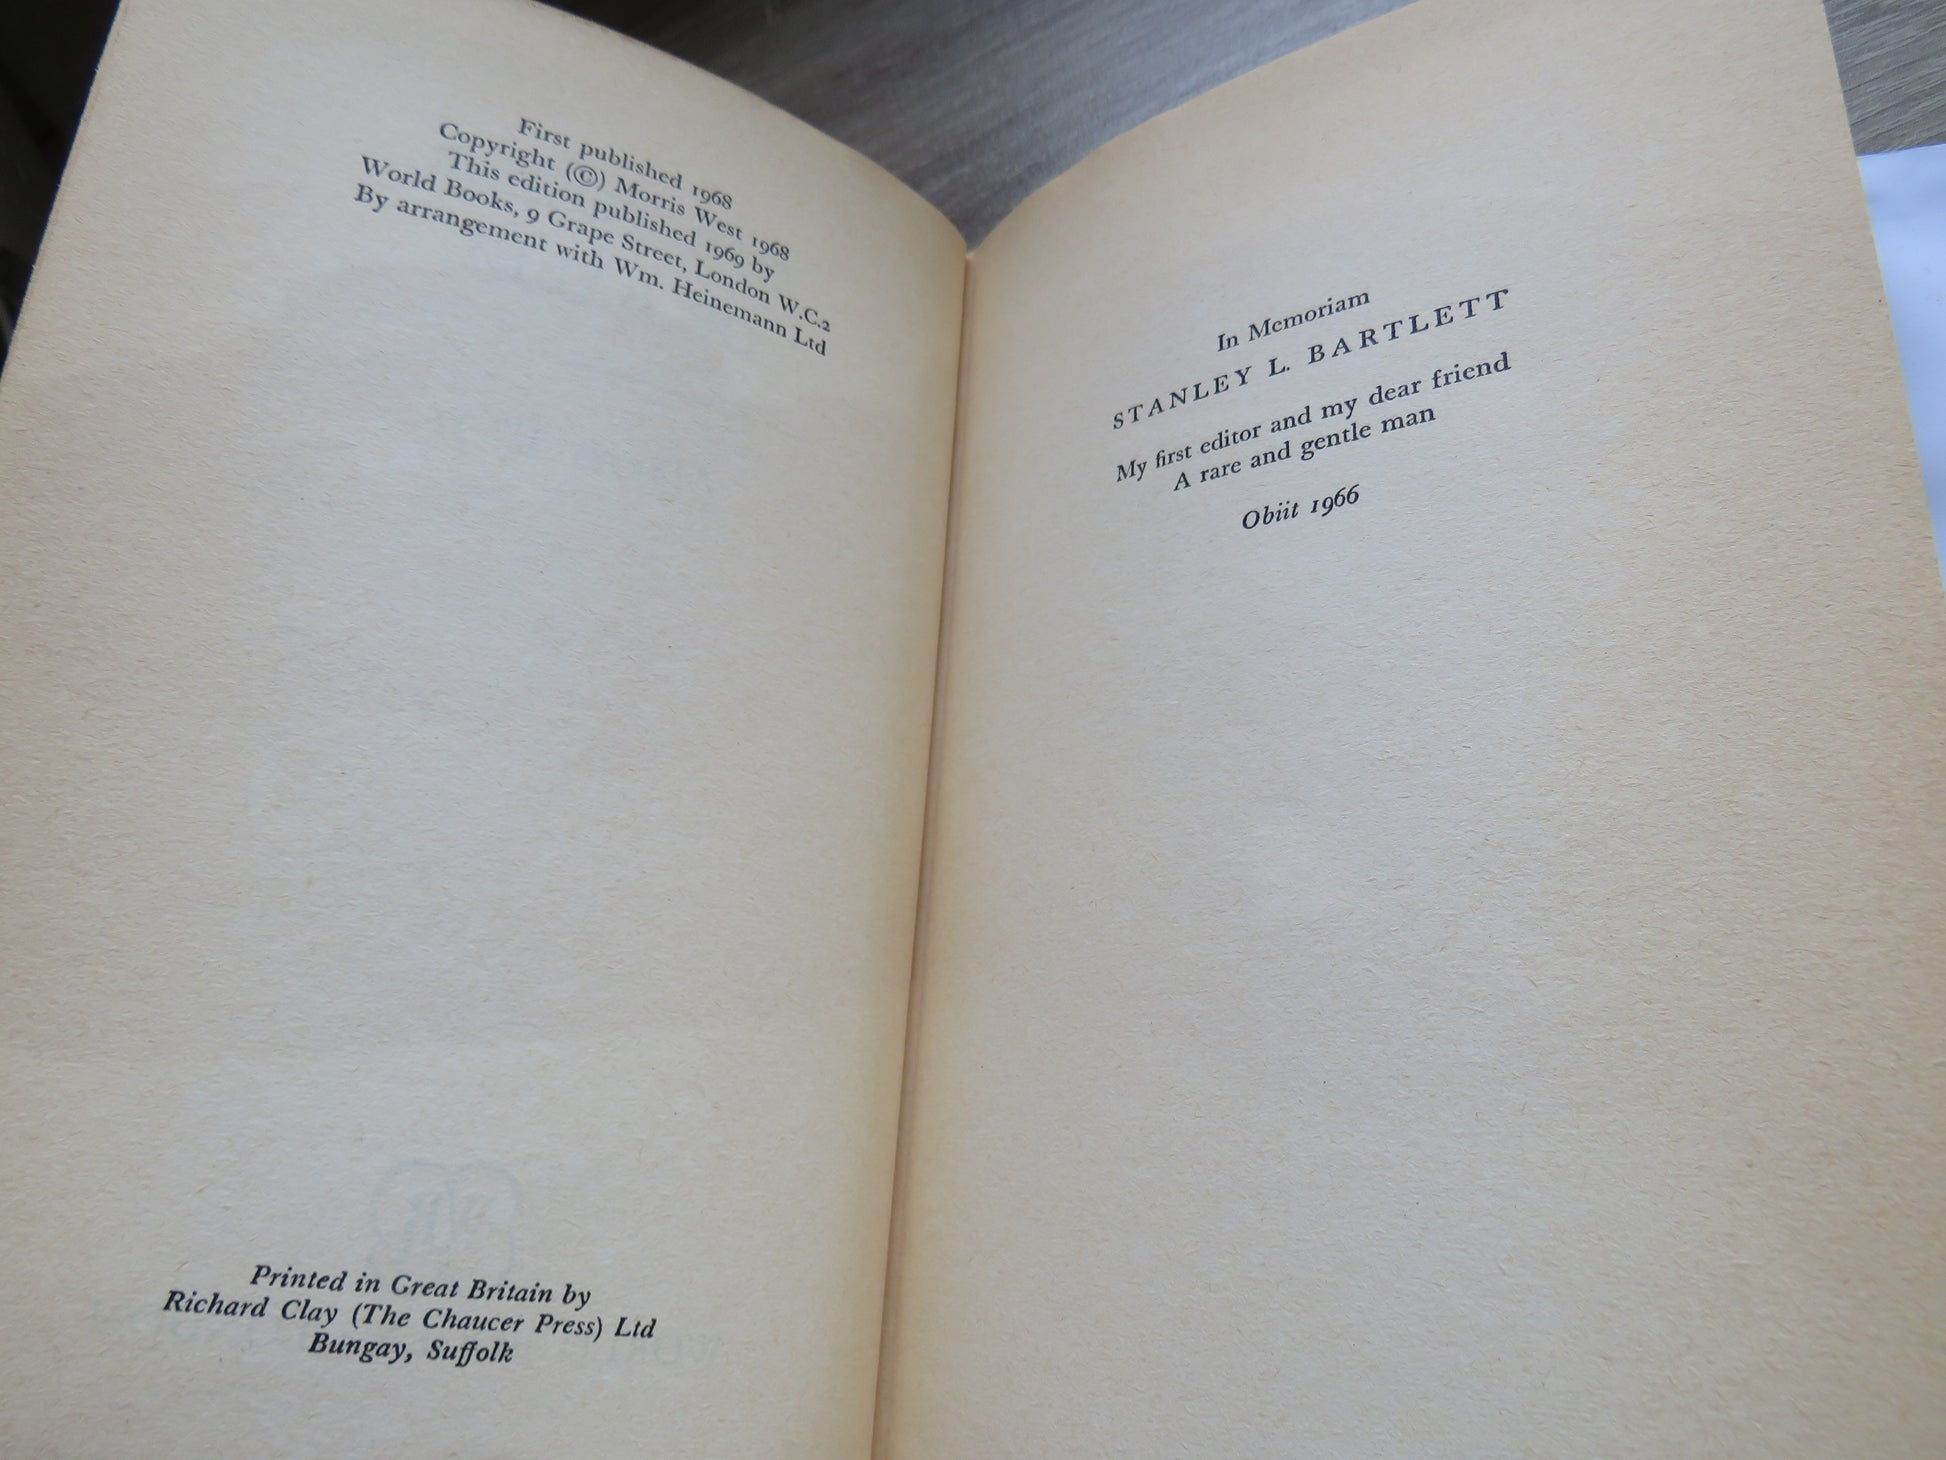 First published 1968
Copyright (©) Morris West 1968
This edition published 1969 by
World Books, 9 Grape Street, London W.C.2
By arrangement with Wm. Heinemann Ltd
Printed in Great Britain by
Richard Clay (The Chaucer Press) Ltd
Bungay, Suffolk
In Memoriam
STANLEY L. BARTLETT
My first editor and my dear friend
A rare and gentle man
Obiit 1966